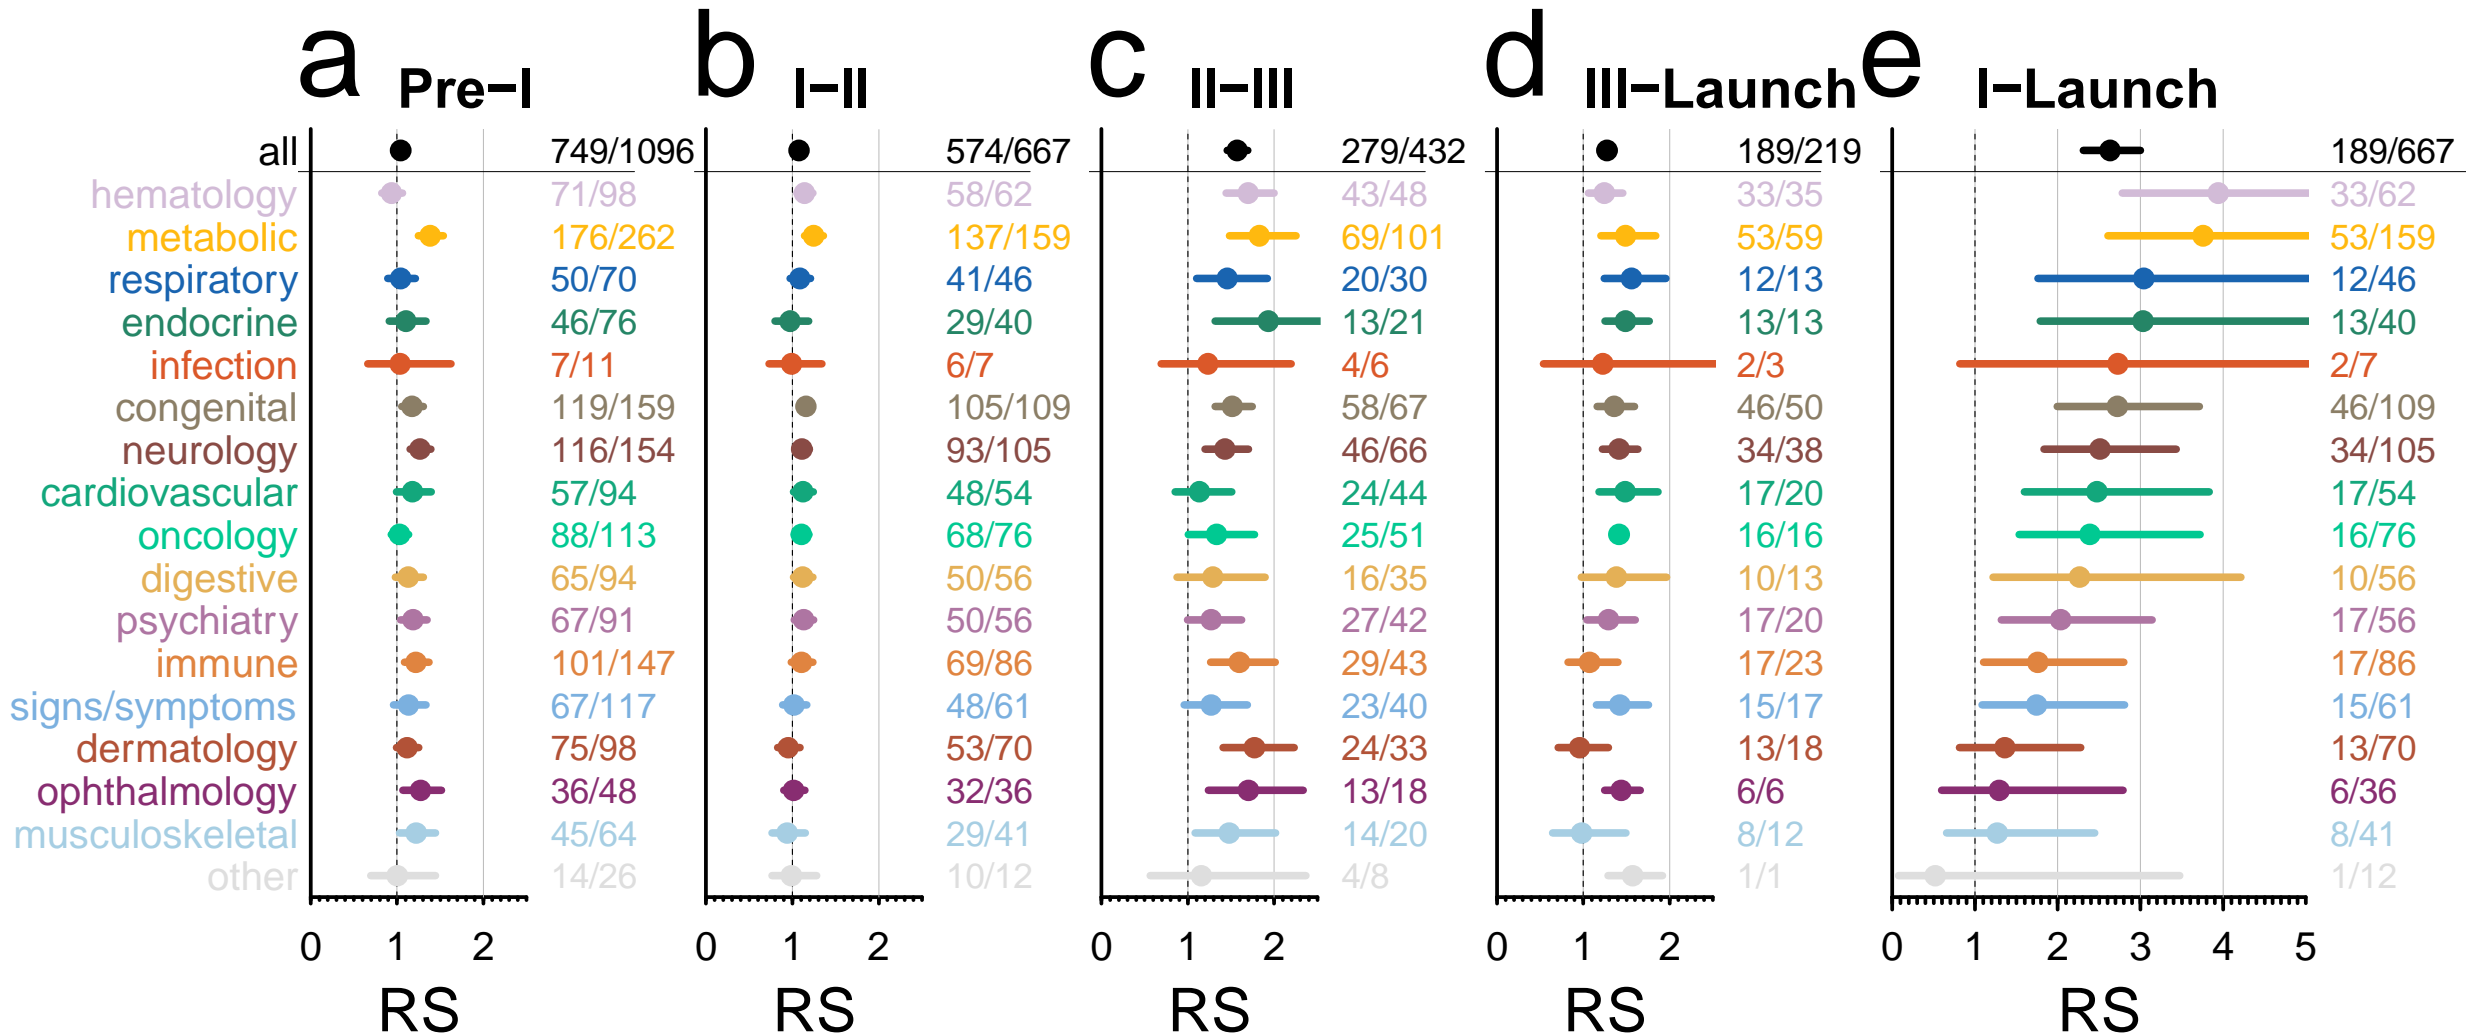 a Pre−I b I−II c II−III d III−Launch e I−Launch
all 749/1096 574/667 279/432 189/219 189/667
hematology 71/98 58/62 43/48 33/35 33/62
metabolic 176/262 137/159 69/101 53/59 53/159
respiratory 50/70 41/46 20/30 12/13 12/46
endocrine 46/76 29/40 13/21 13/13 13/40
infection 7/11 6/7 4/6 2/3 2/7
congenital 119/159 105/109 58/67 46/50 46/109
neurology 116/154 93/105 46/66 34/38 34/105
cardiovascular 57/94 48/54 24/44 17/20 17/54
oncology 88/113 68/76 25/51 16/16 16/76
digestive 65/94 50/56 16/35 10/13 10/56
psychiatry 67/91 50/56 27/42 17/20 17/56
immune 101/147 69/86 29/43 17/23 17/86
signs/symptoms 67/117 48/61 23/40 15/17 15/61
dermatology 75/98 53/70 24/33 13/18 13/70
ophthalmology 36/48 32/36 13/18 6/6 6/36
musculoskeletal 45/64 29/41 14/20 8/12 8/41
other 14/26 10/12 4/8 1/1 1/12
0 1 2 0 1 2 0 1 2 0 1 2 0 1 2 3 4 5
RS RS RS RS RS